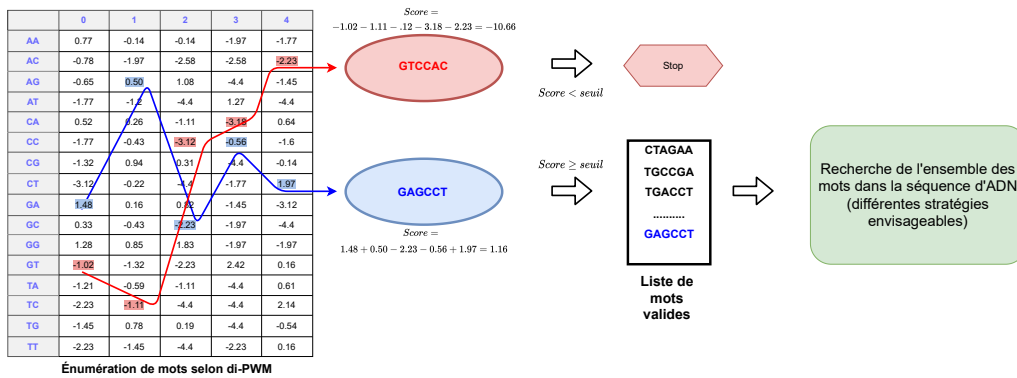 0 1 2 3 4
AA 0.77 -0.14 -0.14 -1.97 -1.77
AC -0.78 -1.97 -2.58 -2.58 -2.23
AG -0.65 0.50 1.08 -4.4 -1.45
AT -1.77 -1.2 -4.4 1.27 -4.4
CA 0.52 0.26 -1.11 -3.18 0.64
CC -1.77 -0.43 -3.12 -0.56 -1.6
CG -1.32 0.94 0.31 -4.4 -0.14
CT -3.12 -0.22 -4.4 -1.77 1.97
GA 1.48 0.16 0.82 -1.45 -3.12
GC 0.33 -0.43 -2.23 -1.97 -4.4
GG 1.28 0.85 1.83 -1.97 -1.97
GT -1.02 -1.32 -2.23 2.42 0.16
TA -1.21 -0.59 -1.11 -4.4 0.61
TC -2.23 -1.11 -4.4 -4.4 2.14
TG -1.45 0.78 0.19 -4.4 -0.54
TT -2.23 -1.45 -4.4 -2.23 0.16
Énumération de mots selon di-PWM
Score =
−1.02 − 1.11 − .12 − 3.18 − 2.23 = −10.66
GTCCAC
Score < seuil
Stop
GAGCCT
Score =
1.48 + 0.50 − 2.23 − 0.56 + 1.97 = 1.16
Score ≥ seuil
CTAGAA
TGCCGA
TGACCT
..........
GAGCCT
Liste de
mots
valides
Recherche de l'ensemble des
mots dans la séquence d'ADN
(différentes stratégies
envisageables)